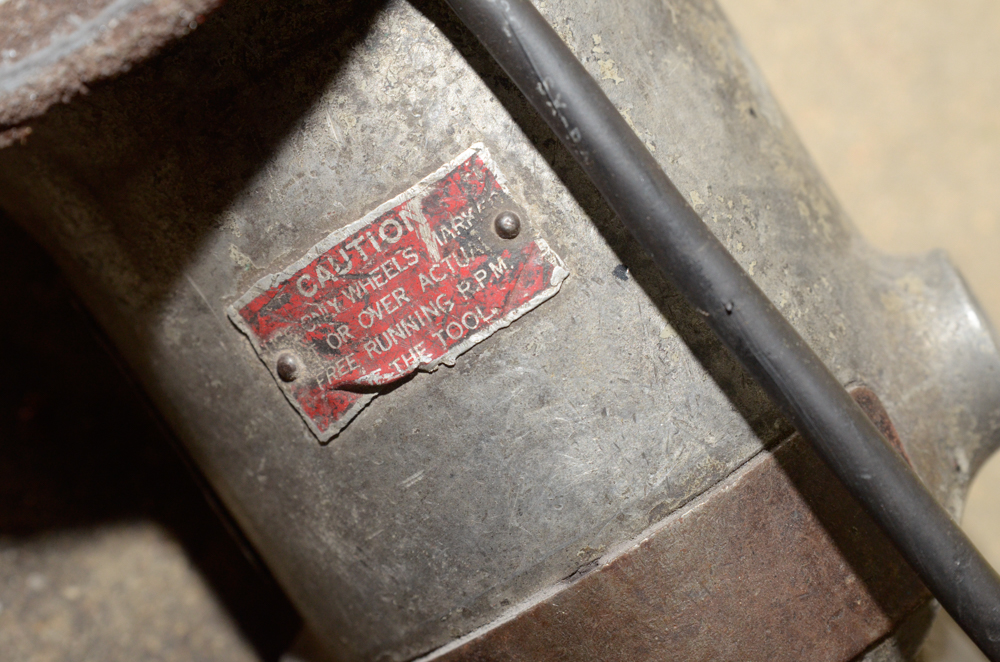 CAUTION
ONLY WHEELS MARKED
OR OVER ACTUAL
FREE RUNNING R.P.M.
THE TOOL.